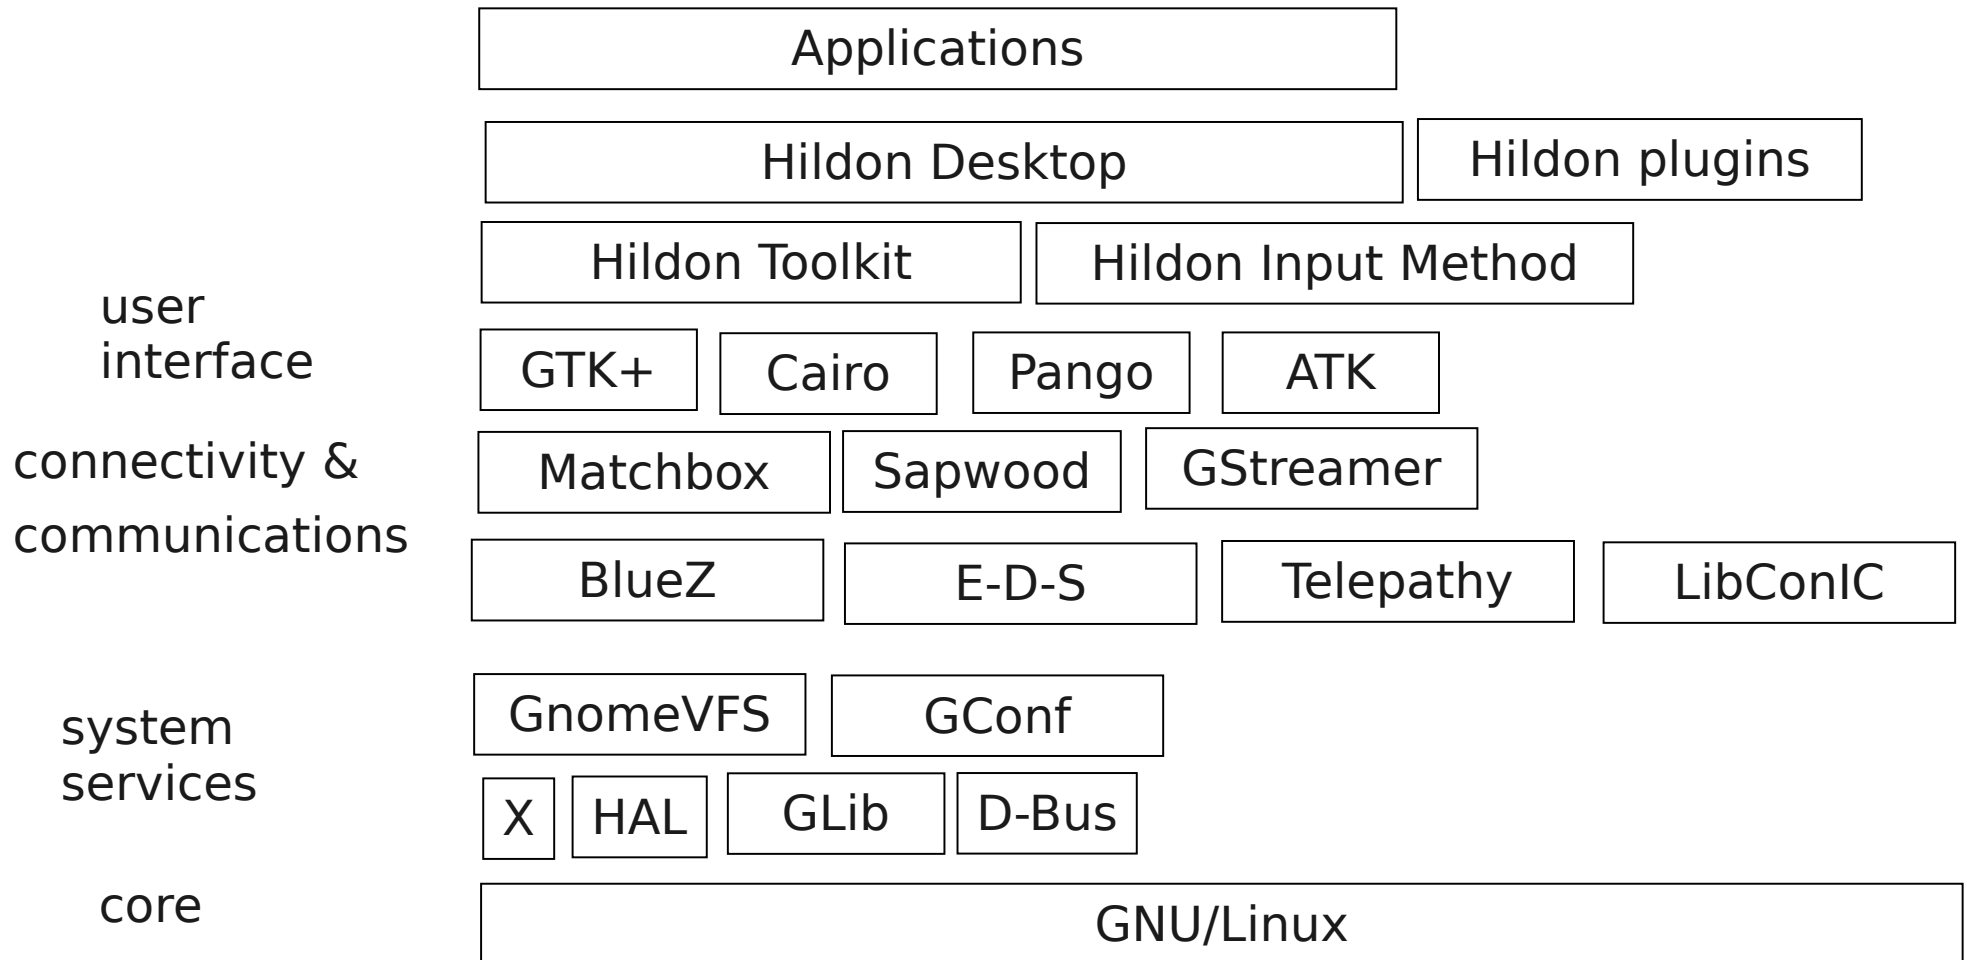 Applications
Hildon Desktop
Hildon plugins
Hildon Toolkit
Hildon Input Method
user
interface
GTK+
Cairo
Pango
ATK
connectivity &
communications
Matchbox
Sapwood
GStreamer
BlueZ
E-D-S
Telepathy
LibConIC
system
services
GnomeVFS
GConf
X
HAL
GLib
D-Bus
core
GNU/Linux